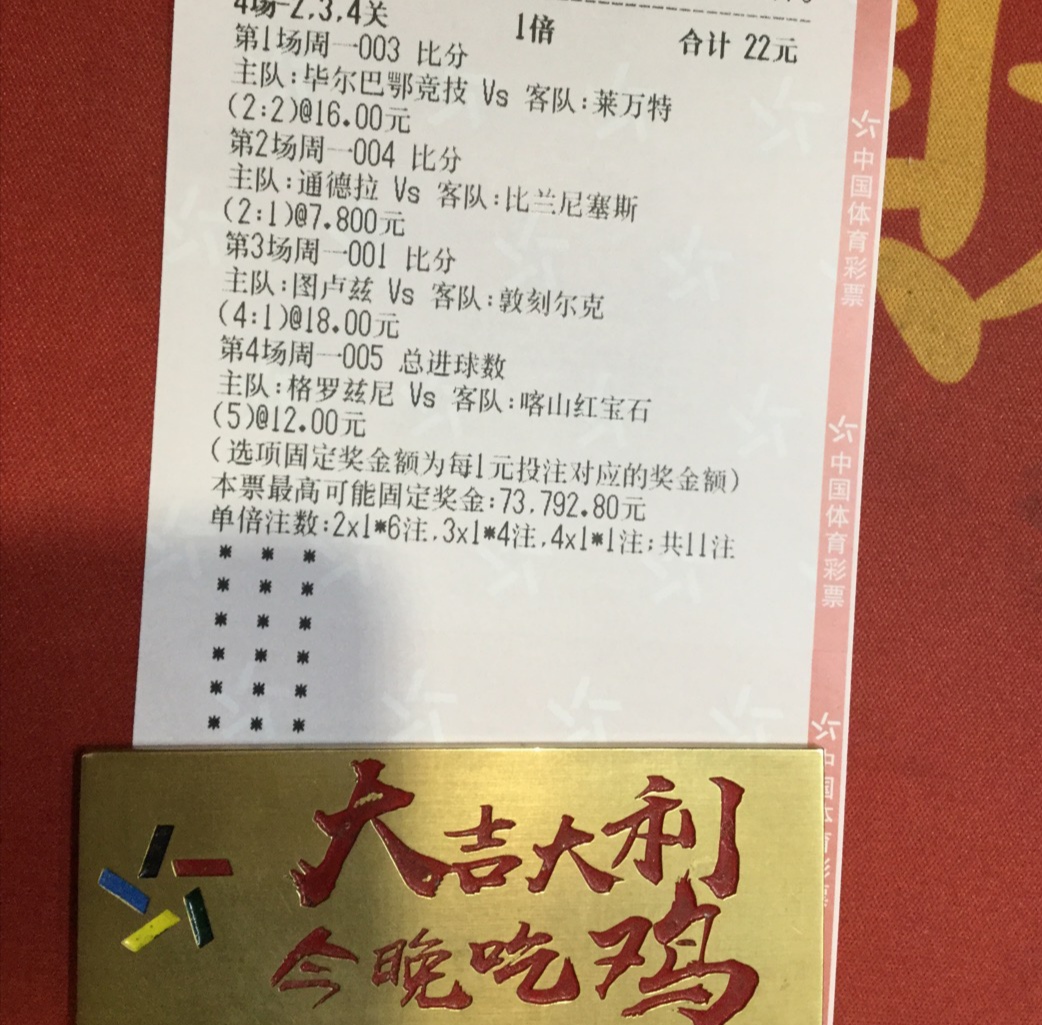 4场-2,3,4关 1倍 合计 22元
第1场周一003 比分
主队:毕尔巴鄂竞技 Vs 客队:莱万特
(2:2)@16.00元
第2场周一004 比分
主队:通德拉 Vs 客队:比兰尼塞斯
(2:1)@7.800元
第3场周一001 比分
主队:图卢兹 Vs 客队:敦刻尔克
(4:1)@18.00元
第4场周一005 总进球数
主队:格罗兹尼 Vs 客队:喀山红宝石
(5)@12.00元
(选项固定奖金额为每1元投注对应的奖金额)
本票最高可能固定奖金:73,792.80元
单倍注数:2x1*6注,3x1*4注,4x1*1注;共11注
* * *
* * *
* * *
* * *
* * *
* * *
中国体育彩票
中国体育彩票
中国体育彩票
大吉大利
今晚吃鸡